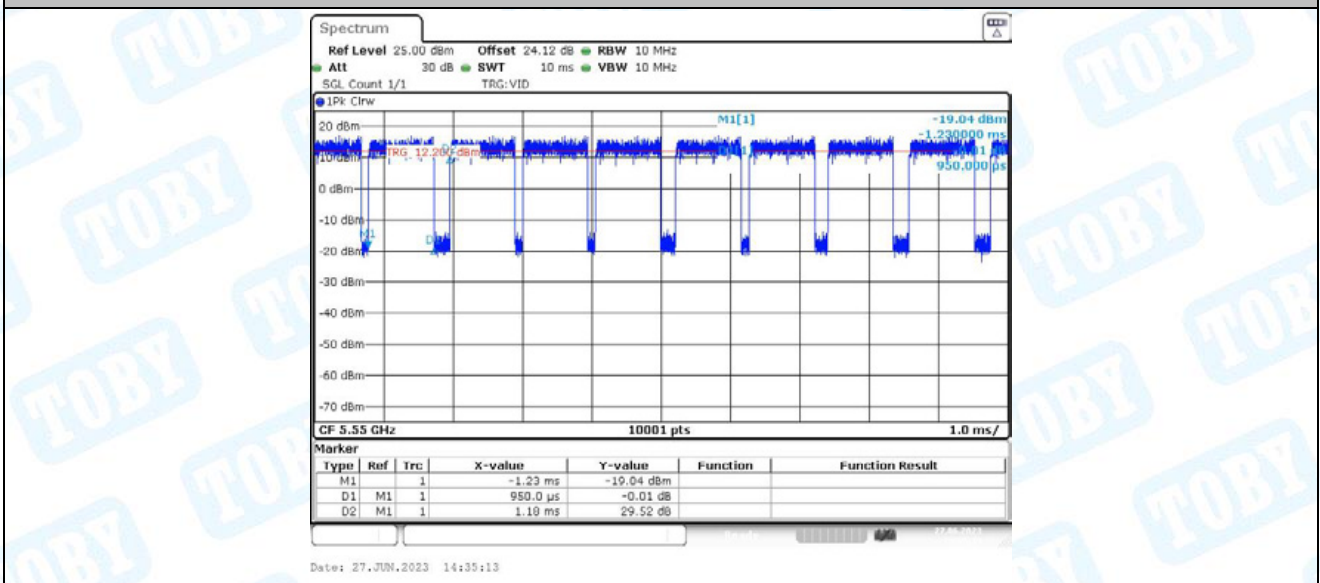 Spectrum
Ref Level 25.00 dBm Offset 24.12 dB RBW 10 MHz
Att 30 dB SWT 10 ms VBW 10 MHz
SGL Count 1/1 TRG:VID
1Pk Clrw
M1[1] -19.04 dBm
-1.230000 ms
20 dBm
TRG 12.200 dBm
950.000 µs
0 dBm
-10 dBm
M1
-20 dBm
-30 dBm
-40 dBm
-50 dBm
-60 dBm
-70 dBm
CF 5.55 GHz 10001 pts 1.0 ms/
Marker
Type Ref Trc X-value Y-value Function Function Result
M1 1 -1.23 ms -19.04 dBm
D1 M1 1 950.0 µs -0.01 dB
D2 M1 1 1.18 ms 29.52 dB
Date: 27.JUN.2023 14:35:13
TOBY
TOBY
TOBY
TOBY
TOBY
TOBY
TOBY